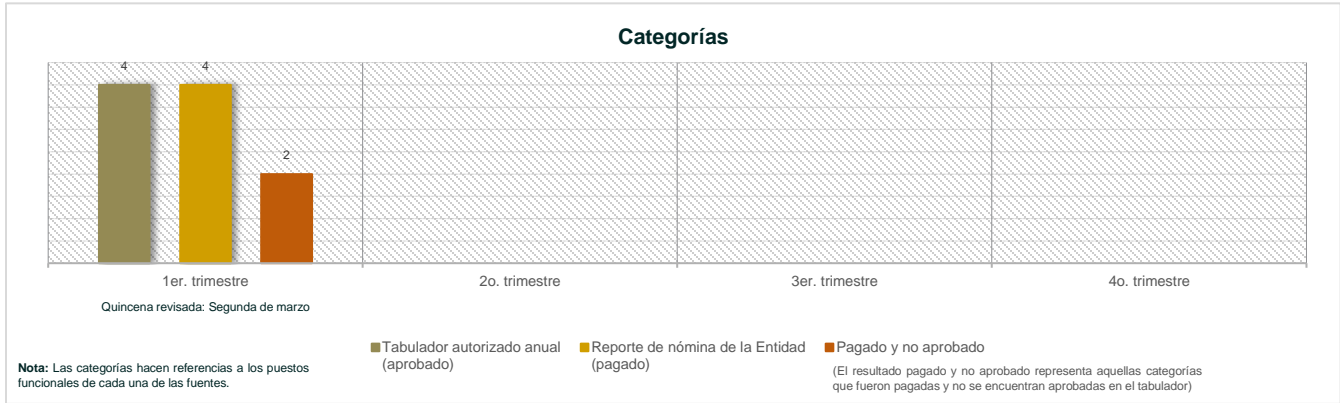 Categorías
4
4
2
1er. trimestre
2o. trimestre
3er. trimestre
4o. trimestre
Quincena revisada: Segunda de marzo
Tabulador autorizado anual
(aprobado)
Reporte de nómina de la Entidad
(pagado)
Pagado y no aprobado
(El resultado pagado y no aprobado representa aquellas categorías
que fueron pagadas y no se encuentran aprobadas en el tabulador)
Nota: Las categorías hacen referencias a los puestos
funcionales de cada una de las fuentes.